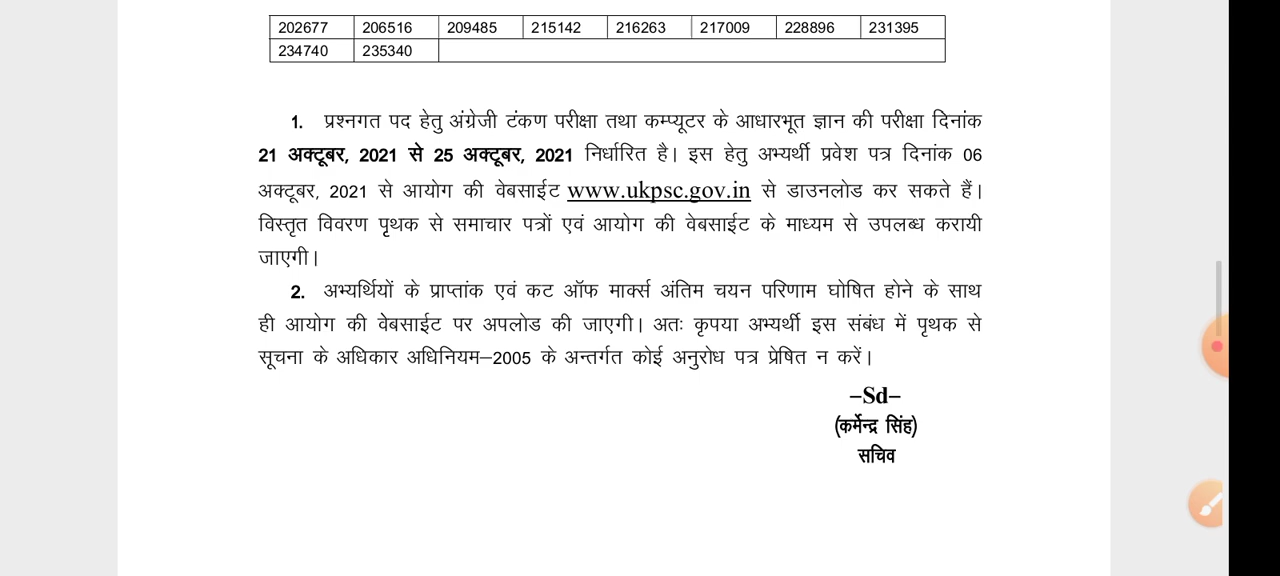 202677 206516 209485 215142 216263 217009 228896 231395
234740 235340
1. प्रश्नगत पद हेतु अंग्रेजी टंकण परीक्षा तथा कम्प्यूटर के आधारभूत ज्ञान की परीक्षा दिनांक
21 अक्टूबर, 2021 से 25 अक्टूबर, 2021 निर्धारित है। इस हेतु अभ्यर्थी प्रवेश पत्र दिनांक 06
अक्टूबर, 2021 से आयोग की वेबसाईट www.ukpsc.gov.in से डाउनलोड कर सकते हैं।
विस्तृत विवरण पृथक से समाचार पत्रों एवं आयोग की वेबसाईट के माध्यम से उपलब्ध करायी
जाएगी।
2. अभ्यर्थियों के प्राप्तांक एवं कट ऑफ मार्क्स अंतिम चयन परिणाम घोषित होने के साथ
ही आयोग की वेबसाईट पर अपलोड की जाएगी। अतः कृपया अभ्यर्थी इस संबंध में पृथक से
सूचना के अधिकार अधिनियम–2005 के अन्तर्गत कोई अनुरोध पत्र प्रेषित न करें।
–Sd–
(कर्मेन्द्र सिंह)
सचिव